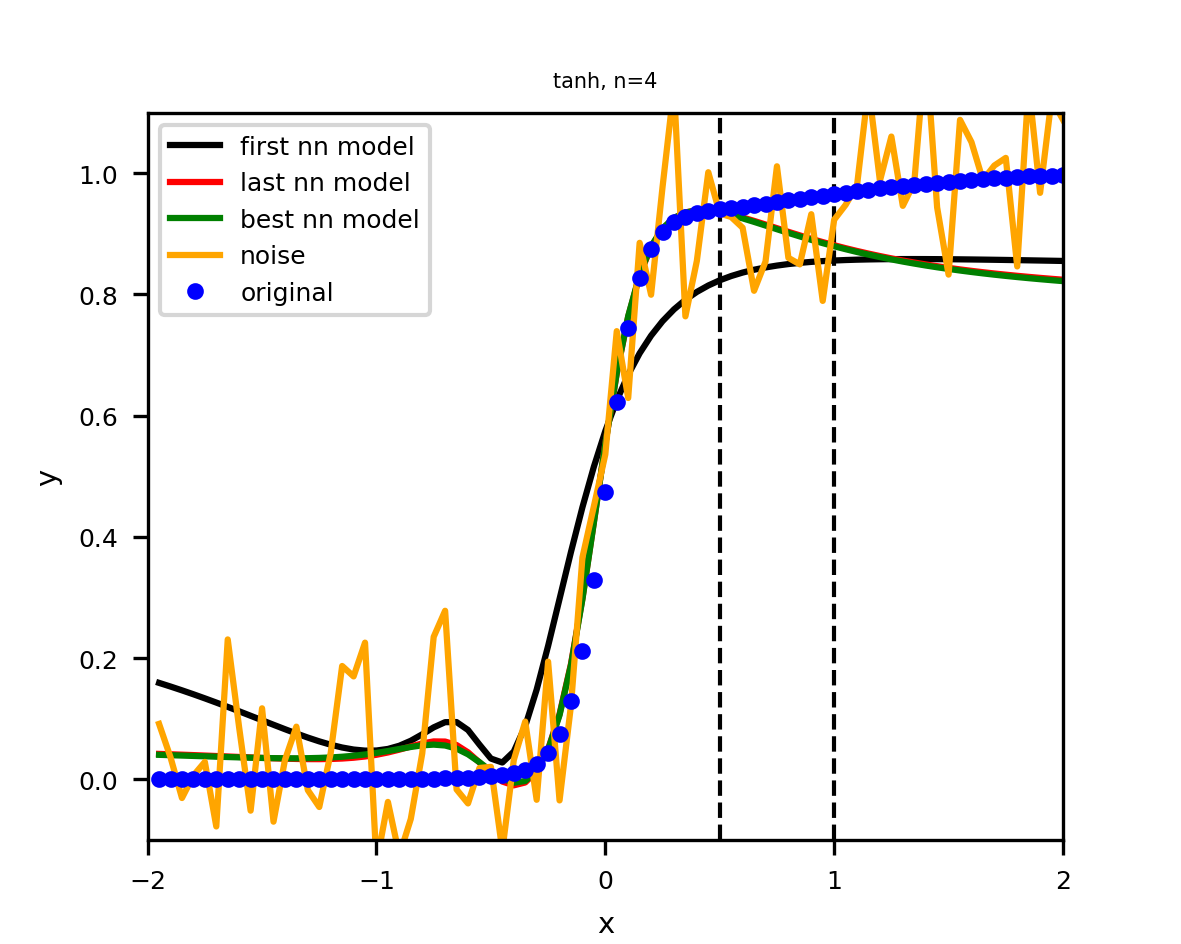 tanh, n=4
first nn model
last nn model
best nn model
noise
original
1.0
0.8
0.6
0.4
0.2
0.0
y
−2
−1
0
1
2
x